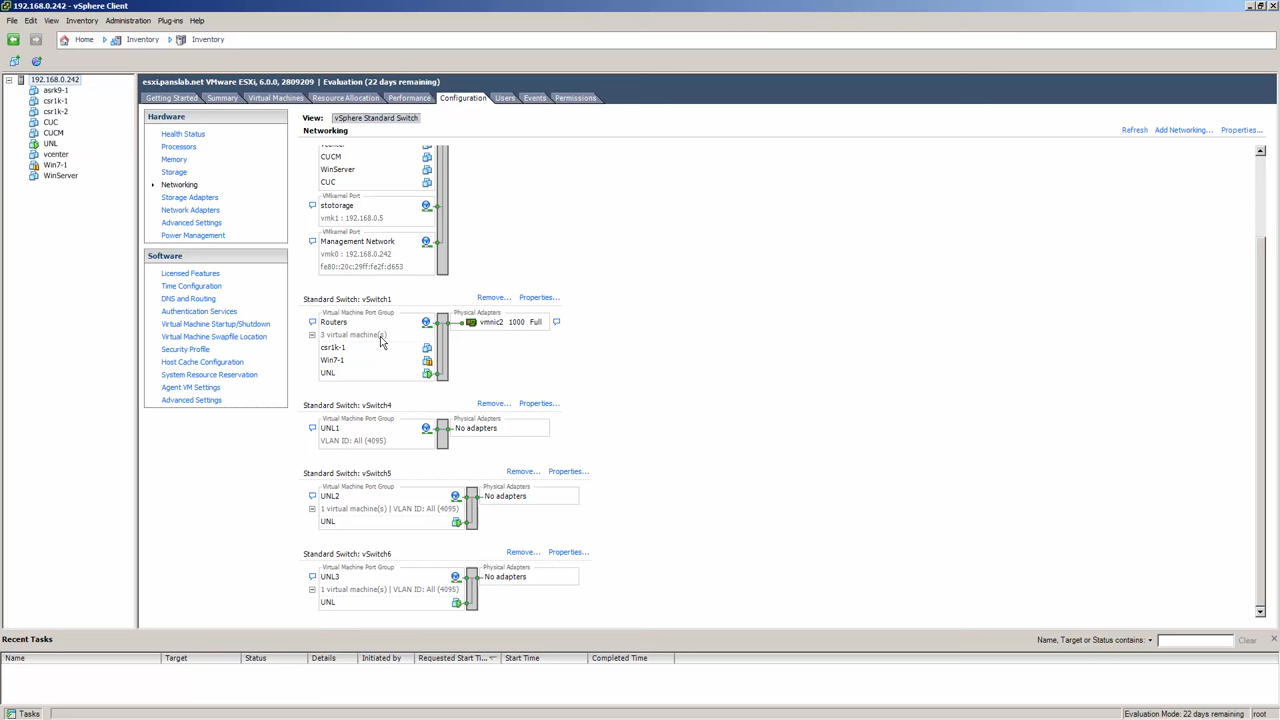 192.168.0.242 - vSphere Client
File Edit View Inventory Administration Plug-ins Help
Home Inventory Inventory
192.168.0.242
asrk9-1
csr1k-1
csr1k-2
CUC
CUCM
UNL
vcenter
Win7-1
WinServer
esxi.panslab.net VMware ESXi, 6.0.0, 2809209 | Evaluation (22 days remaining)
Getting Started Summary Virtual Machines Resource Allocation Performance Configuration Users Events Permissions
Hardware
Health Status
Processors
Memory
Storage
Networking
Storage Adapters
Network Adapters
Advanced Settings
Power Management
Software
Licensed Features
Time Configuration
DNS and Routing
Authentication Services
Virtual Machine Startup/Shutdown
Virtual Machine Swapfile Location
Security Profile
Host Cache Configuration
System Resource Reservation
Agent VM Settings
Advanced Settings
View: vSphere Standard Switch
Networking
Refresh Add Networking... Properties...
CUCM
WinServer
CUC
VMkernel Port
stotorage
vmk1 : 192.168.0.5
VMkernel Port
Management Network
vmk0 : 192.168.0.242
fe80::20c:29ff:fe2f:d653
Standard Switch: vSwitch1 Remove... Properties...
Virtual Machine Port Group Physical Adapters
Routers vmnic2 1000 Full
3 virtual machine(s)
csr1k-1
Win7-1
UNL
Standard Switch: vSwitch4 Remove... Properties...
Virtual Machine Port Group Physical Adapters
UNL1 No adapters
VLAN ID: All (4095)
Standard Switch: vSwitch5 Remove... Properties...
Virtual Machine Port Group Physical Adapters
UNL2 No adapters
1 virtual machine(s) | VLAN ID: All (4095)
UNL
Standard Switch: vSwitch6 Remove... Properties...
Virtual Machine Port Group Physical Adapters
UNL3 No adapters
1 virtual machine(s) | VLAN ID: All (4095)
UNL
Recent Tasks Name, Target or Status contains: Clear
Name Target Status Details Initiated by Requested Start Ti... Start Time Completed Time
Tasks Evaluation Mode: 22 days remaining root